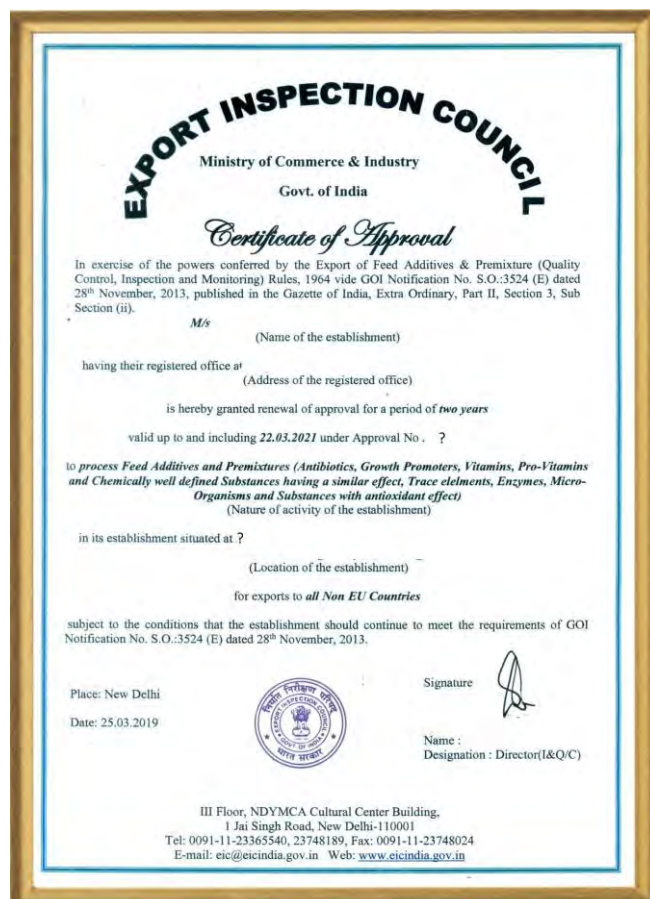 EXPORT INSPECTION COUNCIL
Ministry of Commerce & Industry
Govt. of India
Certificate of Approval
In exercise of the powers conferred by the Export of Feed Additives & Premixture (Quality
Control, Inspection and Monitoring) Rules, 1964 vide GOI Notification No. S.O.:3524 (E) dated
28th November, 2013, published in the Gazette of India, Extra Ordinary, Part II, Section 3, Sub
Section (ii).
M/s
(Name of the establishment)
having their registered office at
(Address of the registered office)
is hereby granted renewal of approval for a period of two years
valid up to and including 22.03.2021 under Approval No . ?
to process Feed Additives and Premixtures (Antibiotics, Growth Promoters, Vitamins, Pro-Vitamins
and Chemically well defined Substances having a similar effect, Trace elelments, Enzymes, Micro-
Organisms and Substances with antioxidant effect)
(Nature of activity of the establishment)
in its establishment situated at ?
(Location of the establishment)
for exports to all Non EU Countries
subject to the conditions that the establishment should continue to meet the requirements of GOI
Notification No. S.O.:3524 (E) dated 28th November, 2013.
Signature
Place: New Delhi
Date: 25.03.2019
निर्यात निरीक्षण परिषद
EXPORT INSPECTION COUNCIL
GOVT. OF INDIA
भारत सरकार
Name :
Designation : Director(I&Q/C)
III Floor, NDYMCA Cultural Center Building,
1 Jai Singh Road, New Delhi-110001
Tel: 0091-11-23365540, 23748189, Fax: 0091-11-23748024
E-mail: eic@eicindia.gov.in Web: www.eicindia.gov.in